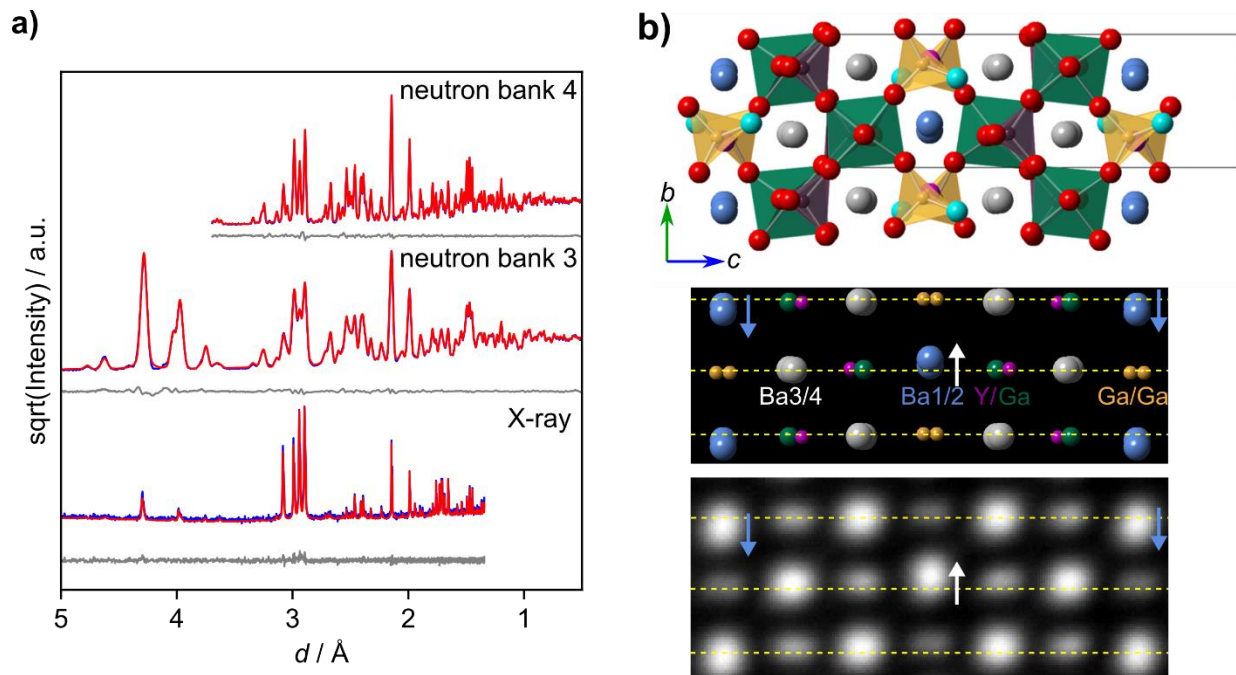 a)
neutron bank 4
neutron bank 3
X-ray
sqrt(Intensity) / a.u.
5 4 3 2 1
d / Å
b)
b
c
Ba3/4 Ba1/2 Y/Ga Ga/Ga